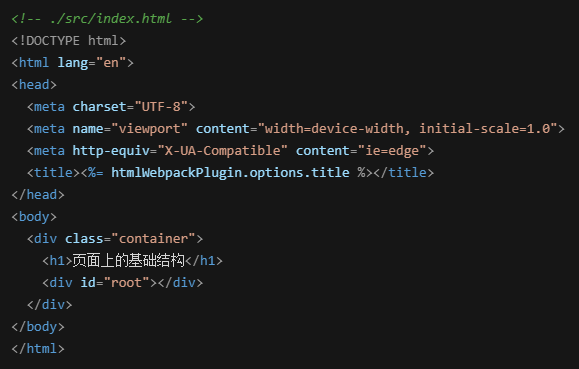 <!-- ./src/index.html -->
<!DOCTYPE html>
<html lang="en">
<head>
  <meta charset="UTF-8">
  <meta name="viewport" content="width=device-width, initial-scale=1.0">
  <meta http-equiv="X-UA-Compatible" content="ie=edge">
  <title><%= htmlWebpackPlugin.options.title %></title>
</head>
<body>
  <div class="container">
    <h1>页面上的基础结构</h1>
    <div id="root"></div>
  </div>
</body>
</html>